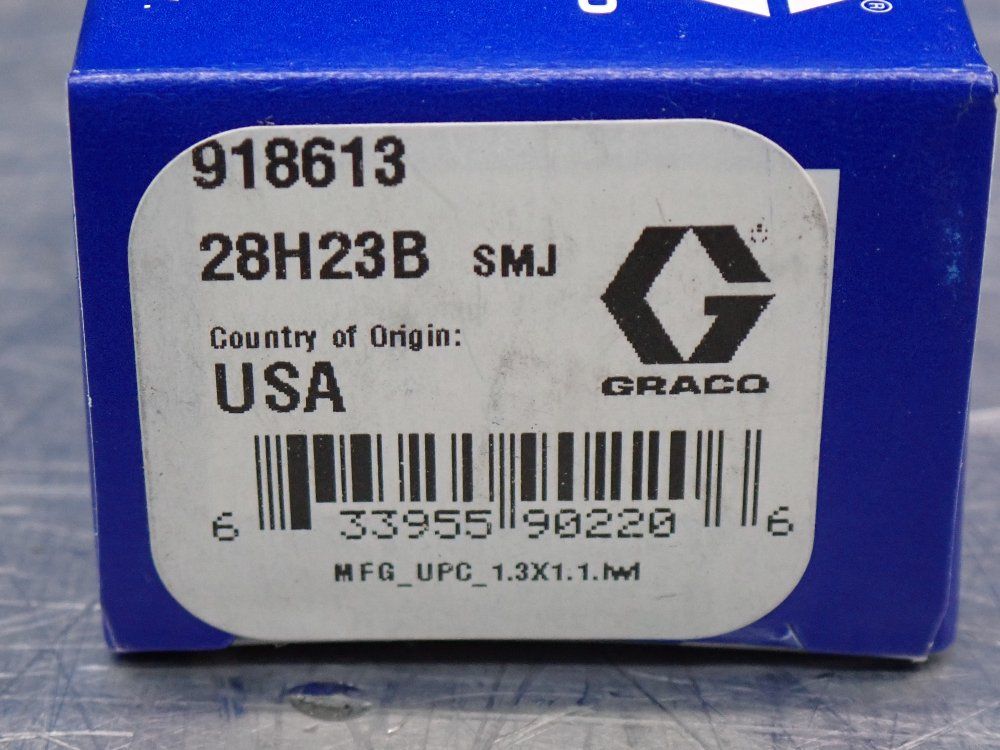 ®
918613
28H23B SMJ
Country of Origin:
USA
GRACO
6 33955 90220 6
MFG_UPC_1.3X1.1.lwl